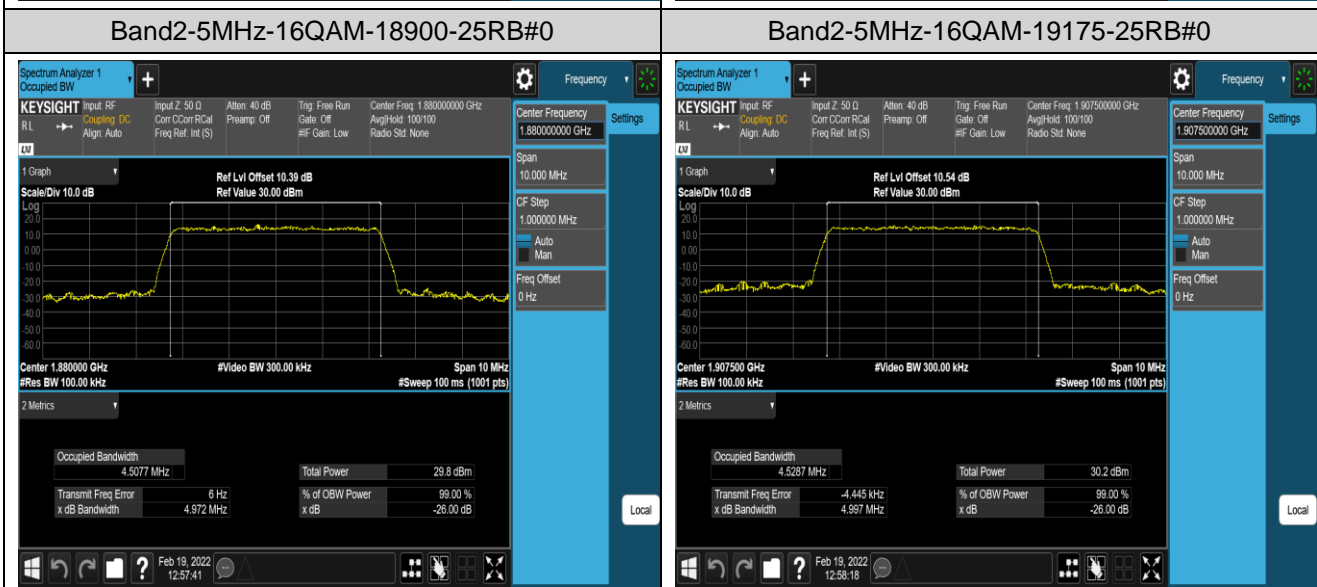 Band2-5MHz-16QAM-18900-25RB#0
Spectrum Analyzer 1
Occupied BW
+
Frequency
KEYSIGHT Input: RF Input Z: 50 Ω Atten: 40 dB Trig: Free Run Center Freq: 1.880000000 GHz
RL Coupling: DC Corr CCorr RCal Preamp: Off Gate: Off Avg|Hold: 100/100
Align: Auto Freq Ref: Int (S) #IF Gain: Low Radio Std: None
LXI
Center Frequency
1.880000000 GHz
Settings
Span
10.000 MHz
CF Step
1.000000 MHz
Auto
Man
Freq Offset
0 Hz
Local
1 Graph
Ref Lvl Offset 10.39 dB
Scale/Div 10.0 dB Ref Value 30.00 dBm
Log
20.0
10.0
0.00
-10.0
-20.0
-30.0
-40.0
-50.0
-60.0
Center 1.880000 GHz #Video BW 300.00 kHz Span 10 MHz
#Res BW 100.00 kHz #Sweep 100 ms (1001 pts)
2 Metrics
Occupied Bandwidth
4.5077 MHz Total Power 29.8 dBm
Transmit Freq Error 6 Hz % of OBW Power 99.00 %
x dB Bandwidth 4.972 MHz x dB -26.00 dB
? Feb 19, 2022
12:57:41
Band2-5MHz-16QAM-19175-25RB#0
Spectrum Analyzer 1
Occupied BW
+
Frequency
KEYSIGHT Input: RF Input Z: 50 Ω Atten: 40 dB Trig: Free Run Center Freq: 1.907500000 GHz
RL Coupling: DC Corr CCorr RCal Preamp: Off Gate: Off Avg|Hold: 100/100
Align: Auto Freq Ref: Int (S) #IF Gain: Low Radio Std: None
LXI
Center Frequency
1.907500000 GHz
Settings
Span
10.000 MHz
CF Step
1.000000 MHz
Auto
Man
Freq Offset
0 Hz
Local
1 Graph
Ref Lvl Offset 10.54 dB
Scale/Div 10.0 dB Ref Value 30.00 dBm
Log
20.0
10.0
0.00
-10.0
-20.0
-30.0
-40.0
-50.0
-60.0
Center 1.907500 GHz #Video BW 300.00 kHz Span 10 MHz
#Res BW 100.00 kHz #Sweep 100 ms (1001 pts)
2 Metrics
Occupied Bandwidth
4.5287 MHz Total Power 30.2 dBm
Transmit Freq Error -4.445 kHz % of OBW Power 99.00 %
x dB Bandwidth 4.997 MHz x dB -26.00 dB
? Feb 19, 2022
12:58:18